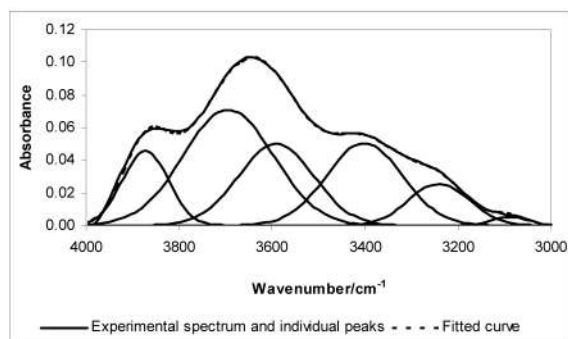 0.12
0.10
0.08
0.06
0.04
0.02
0.00
Absorbance
4000 3800 3600 3400 3200 3000
Wavenumber/cm⁻¹
Experimental spectrum and individual peaks Fitted curve